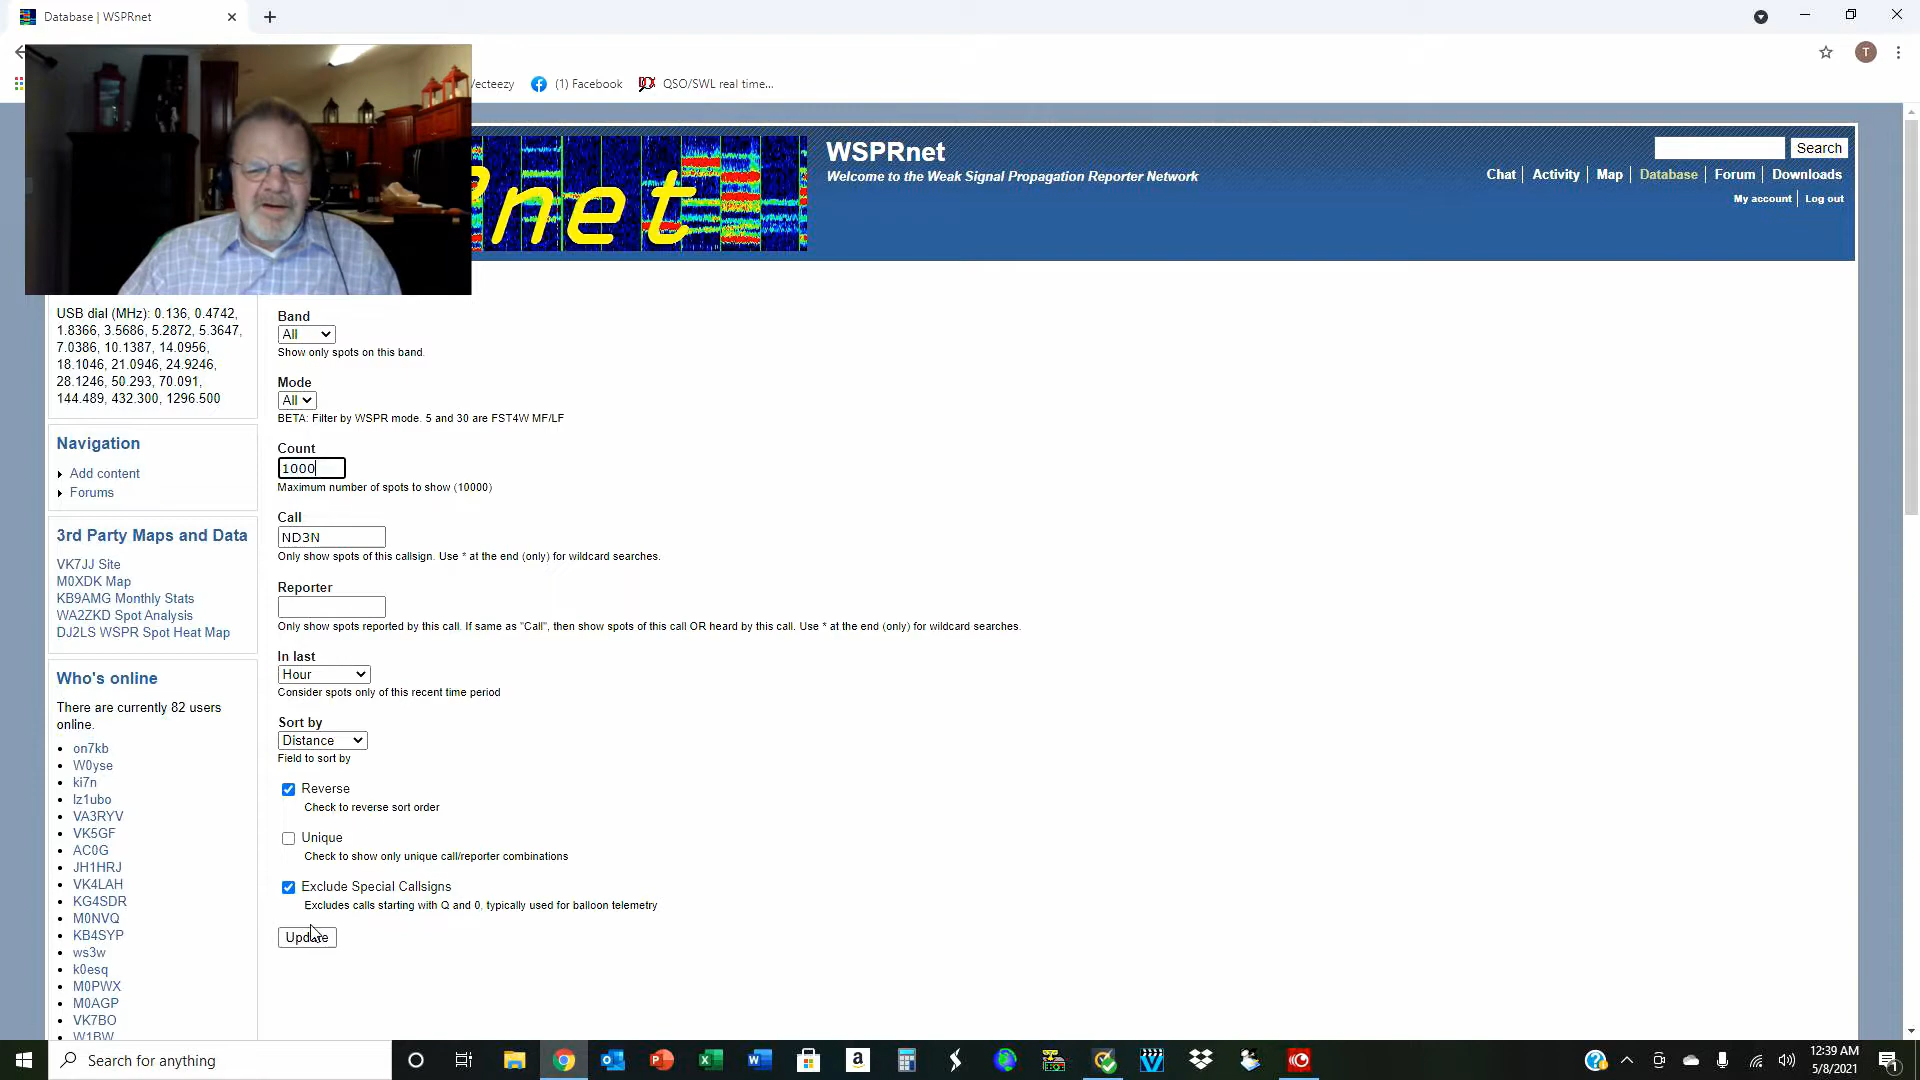 Database | WSPRnet
/ecteezy
(1) Facebook
QSO/SWL real time...
T
net
WSPRnet
Welcome to the Weak Signal Propagation Reporter Network
Search
Chat
Activity
Map
Database
Forum
Downloads
My account
Log out
USB dial (MHz): 0.136, 0.4742,
1.8366, 3.5686, 5.2872, 5.3647,
7.0386, 10.1387, 14.0956,
18.1046, 21.0946, 24.9246,
28.1246, 50.293, 70.091,
144.489, 432.300, 1296.500
Navigation
Add content
Forums
3rd Party Maps and Data
VK7JJ Site
M0XDK Map
KB9AMG Monthly Stats
WA2ZKD Spot Analysis
DJ2LS WSPR Spot Heat Map
Who's online
There are currently 82 users
online.
on7kb
W0yse
ki7n
lz1ubo
VA3RYV
VK5GF
AC0G
JH1HRJ
VK4LAH
KG4SDR
M0NVQ
KB4SYP
ws3w
k0esq
M0PWX
M0AGP
VK7BO
W1BW
Band
All
Show only spots on this band.
Mode
All
BETA: Filter by WSPR mode. 5 and 30 are FST4W MF/LF
Count
1000
Maximum number of spots to show (10000)
Call
ND3N
Only show spots of this callsign. Use * at the end (only) for wildcard searches.
Reporter
Only show spots reported by this call. If same as "Call", then show spots of this call OR heard by this call. Use * at the end (only) for wildcard searches.
In last
Hour
Consider spots only of this recent time period
Sort by
Distance
Field to sort by
Reverse
Check to reverse sort order
Unique
Check to show only unique call/reporter combinations
Exclude Special Callsigns
Excludes calls starting with Q and 0, typically used for balloon telemetry
Update
Search for anything
12:39 AM
5/8/2021